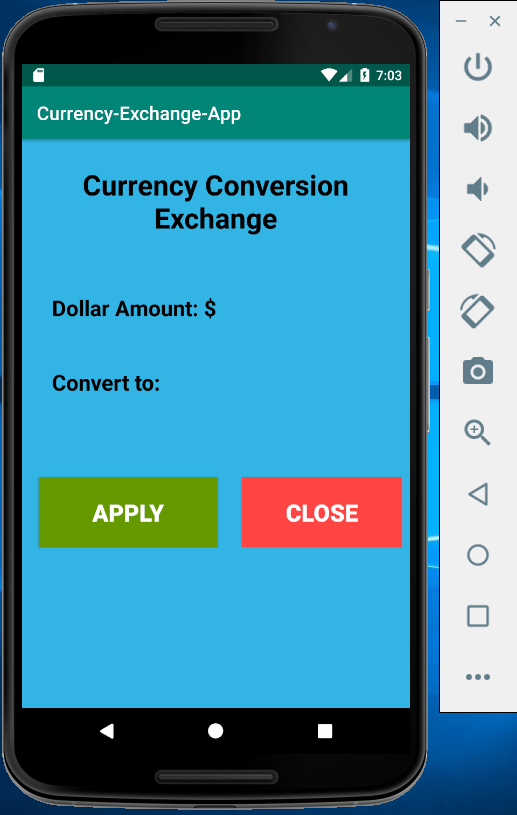 7:03
Currency-Exchange-App
Currency Conversion
Exchange
Dollar Amount: $
Convert to:
APPLY
CLOSE